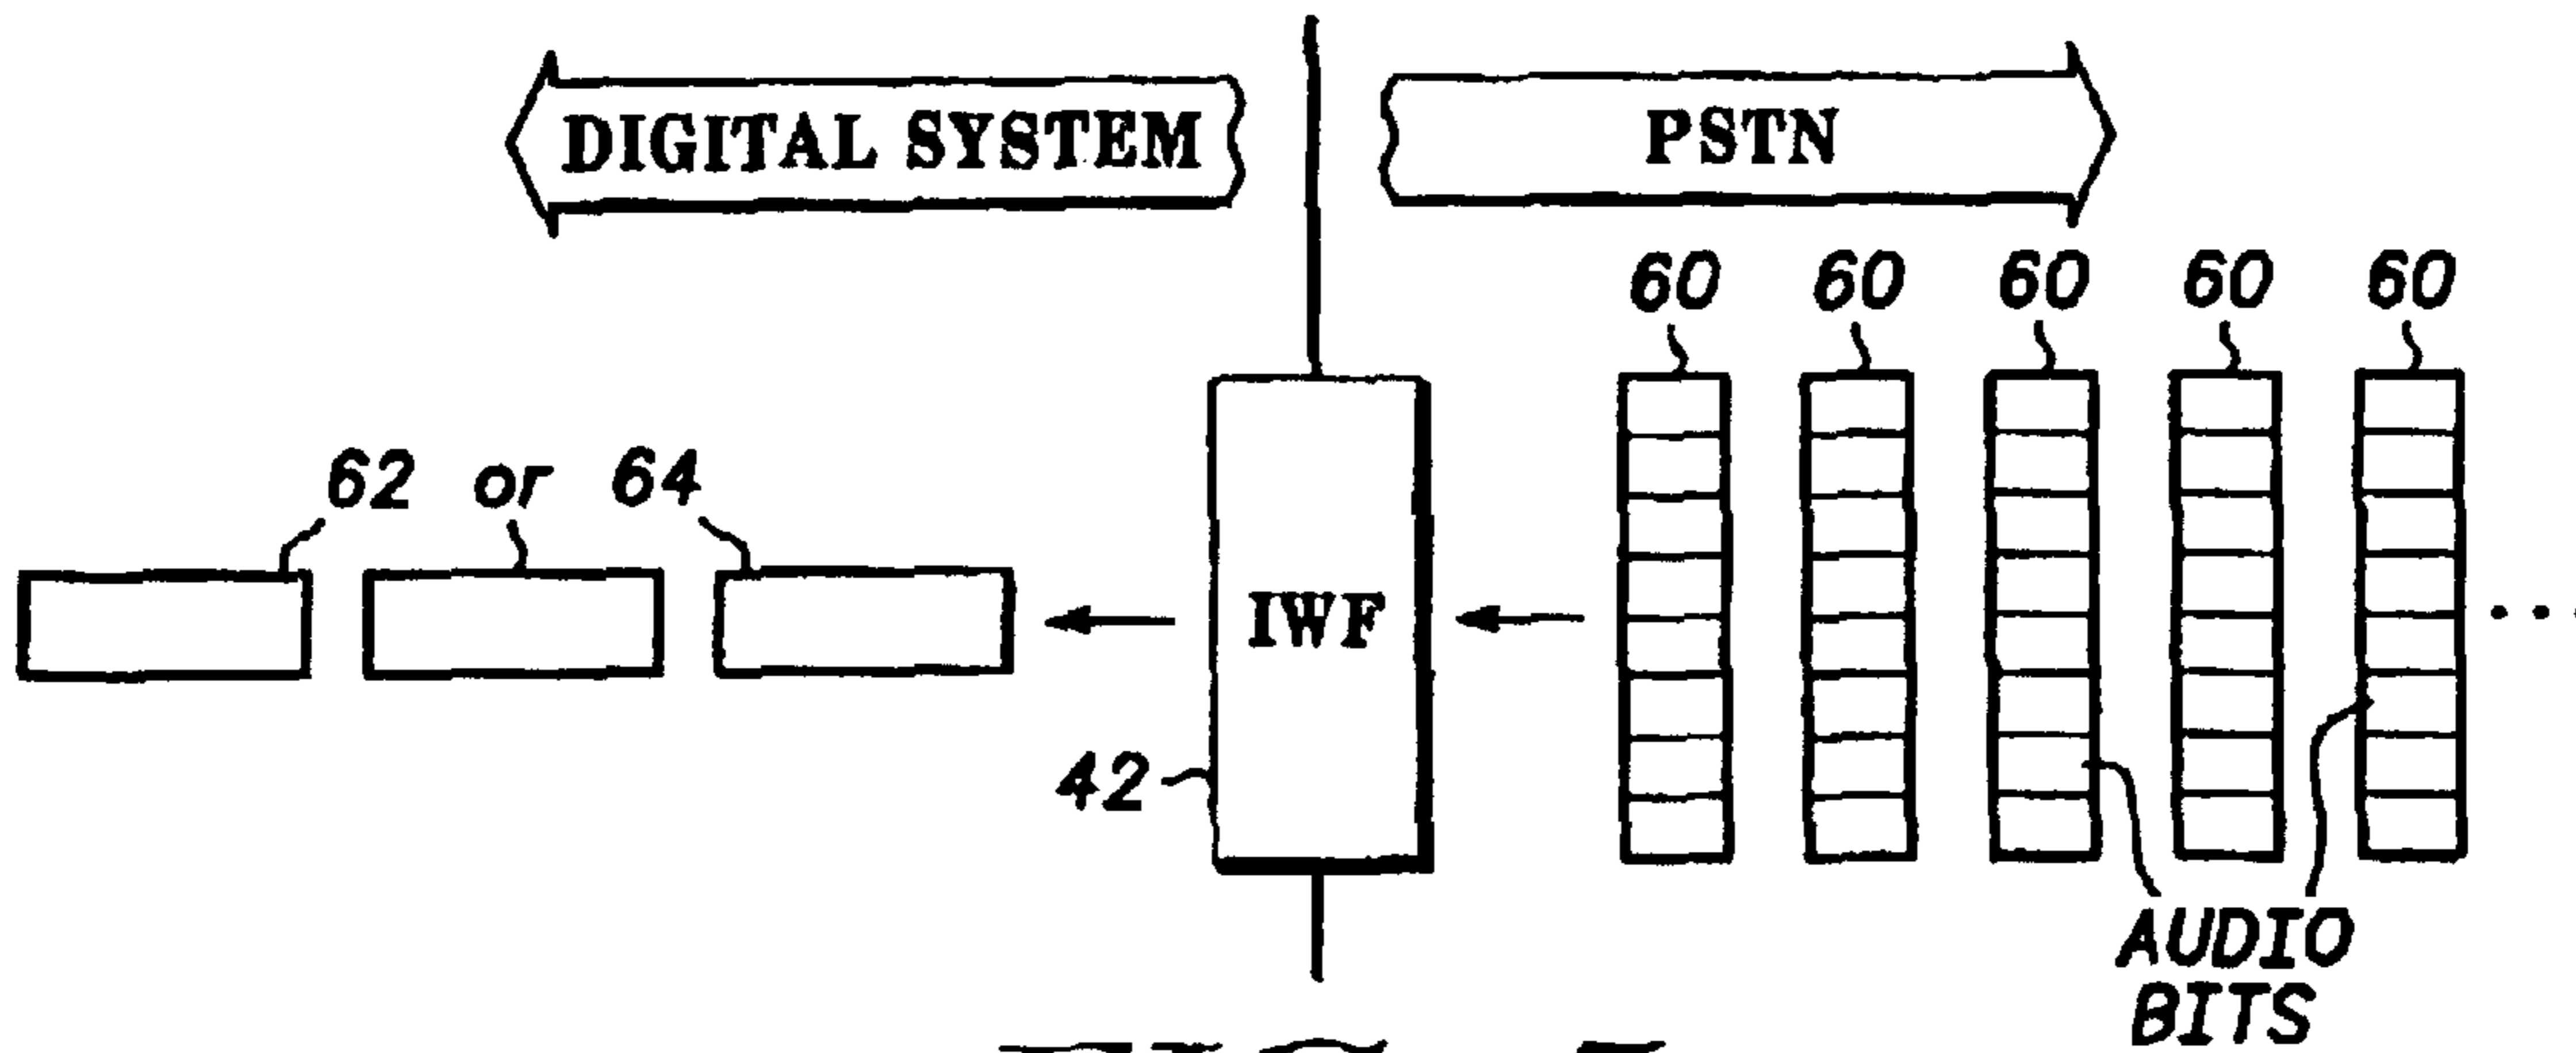 DIGITAL SYSTEM
PSTN
60 60 60 60 60
62 or 64
IWF
42
AUDIO
BITS